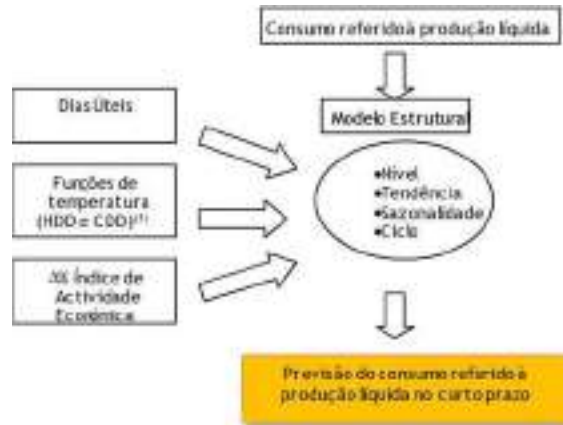 Consumo referido à produção líquida
Dias Úteis
Modelo Estrutural
Funções de
temperatura
(HDD e CDD)⁽¹⁾
•Nível
•Tendência
•Sazonalidade
•Ciclo
Índice de
Actividade
Económica
Previsão do consumo referido à
produção líquida no curto prazo